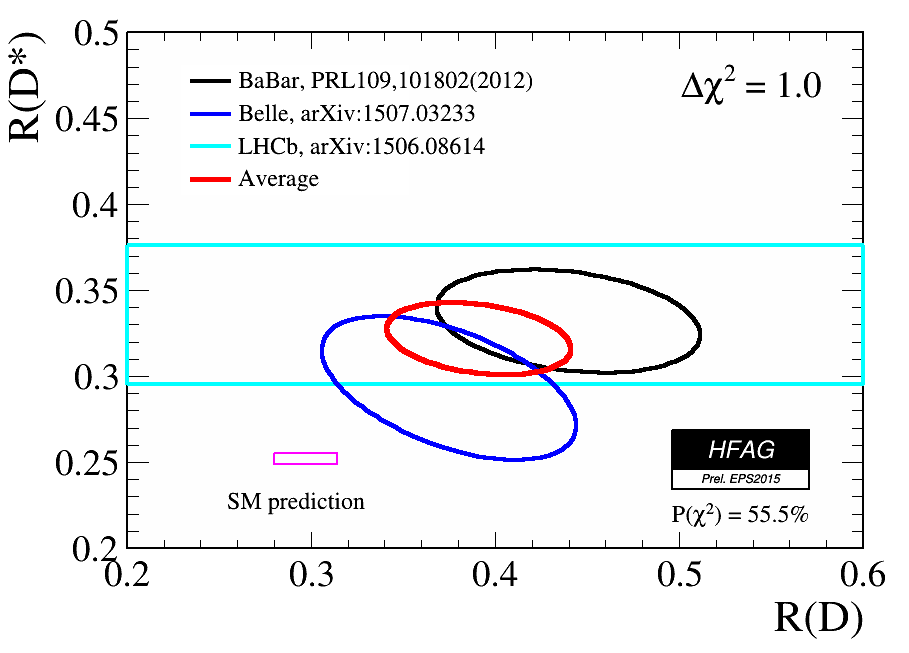 R(D*)
0.5
0.45
0.4
0.35
0.3
0.25
0.2
BaBar, PRL109,101802(2012)
Belle, arXiv:1507.03233
LHCb, arXiv:1506.08614
Average
Δχ² = 1.0
SM prediction
HFAG
Prel. EPS2015
P(χ²) = 55.5%
0.2 0.3 0.4 0.5 0.6
R(D)